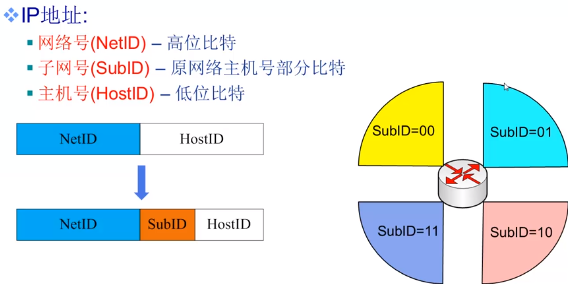 IP地址:
网络号(NetID) – 高位比特
子网号(SubID) – 原网络主机号部分比特
主机号(HostID) – 低位比特
NetID HostID
NetID SubID HostID
SubID=00 SubID=01
SubID=11 SubID=10